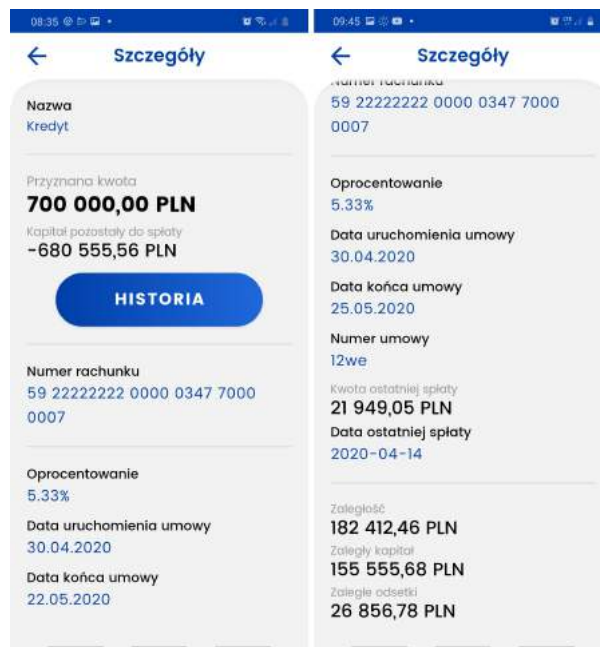 08:35
Szczegóły
Nazwa
Kredyt
Przyznana kwota
700 000,00 PLN
Kapitał pozostały do spłaty
-680 555,56 PLN
HISTORIA
Numer rachunku
59 22222222 0000 0347 7000
0007
Oprocentowanie
5.33%
Data uruchomienia umowy
30.04.2020
Data końca umowy
22.05.2020
09:45
Szczegóły
Numer rachunku
59 22222222 0000 0347 7000
0007
Oprocentowanie
5.33%
Data uruchomienia umowy
30.04.2020
Data końca umowy
25.05.2020
Numer umowy
12we
Kwota ostatniej spłaty
21 949,05 PLN
Data ostatniej spłaty
2020-04-14
Zaległość
182 412,46 PLN
Zaległy kapitał
155 555,68 PLN
Zaległe odsetki
26 856,78 PLN